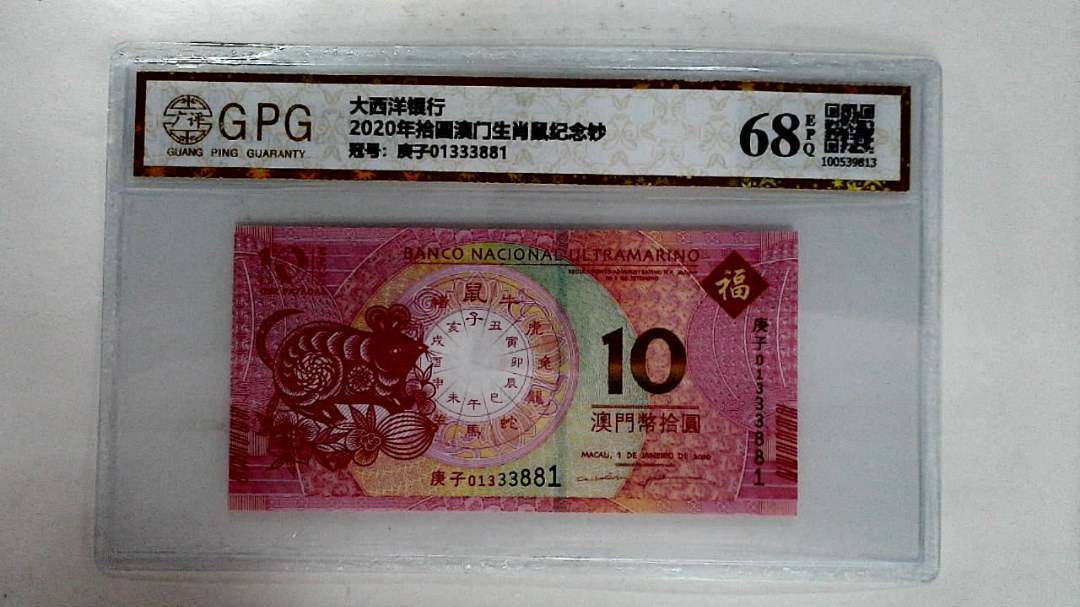 广评
GPG
GUANG PING GUARANTY
大西洋银行
2020年拾圆澳门生肖鼠纪念钞
冠号：庚子01333881
68
EPQ
100539813
10
BANCO NACIONAL ULTRAMARINO
福
庚子01333881
豬 鼠 牛 虎 兔 龍 蛇 馬 羊
子 丑 寅 卯 辰 巳 午 未 申 酉 戌 亥
10
澳門幣拾圓
MACAU, 1 DE JANEIRO DE 2020
庚子01333881